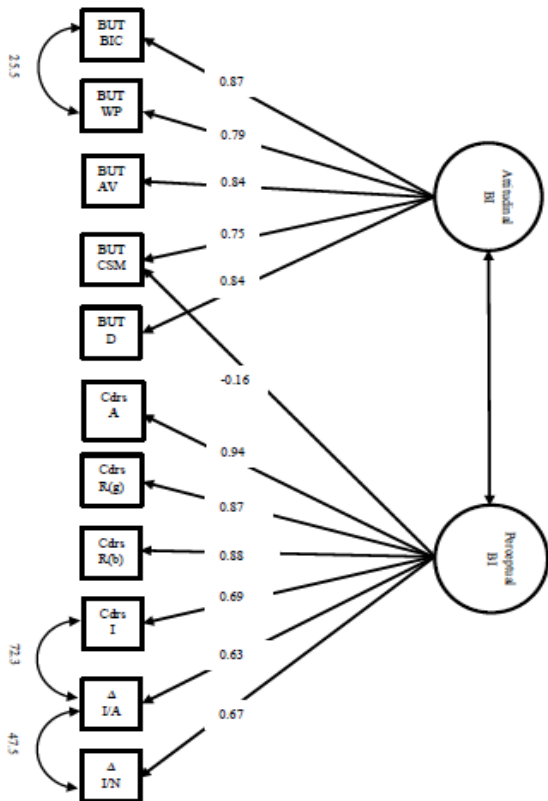 BUT
BIC
25.5
BUT
WP
BUT
AV
BUT
CSM
BUT
D
Cdrs
A
Cdrs
R(g)
Cdrs
R(b)
Cdrs
I
72.3
Δ
I/A
47.5
Δ
I/N
0.87
0.79
0.84
0.75
0.84
-0.16
0.94
0.87
0.88
0.69
0.63
0.67
Attitudinal
BI
Perceptual
BI